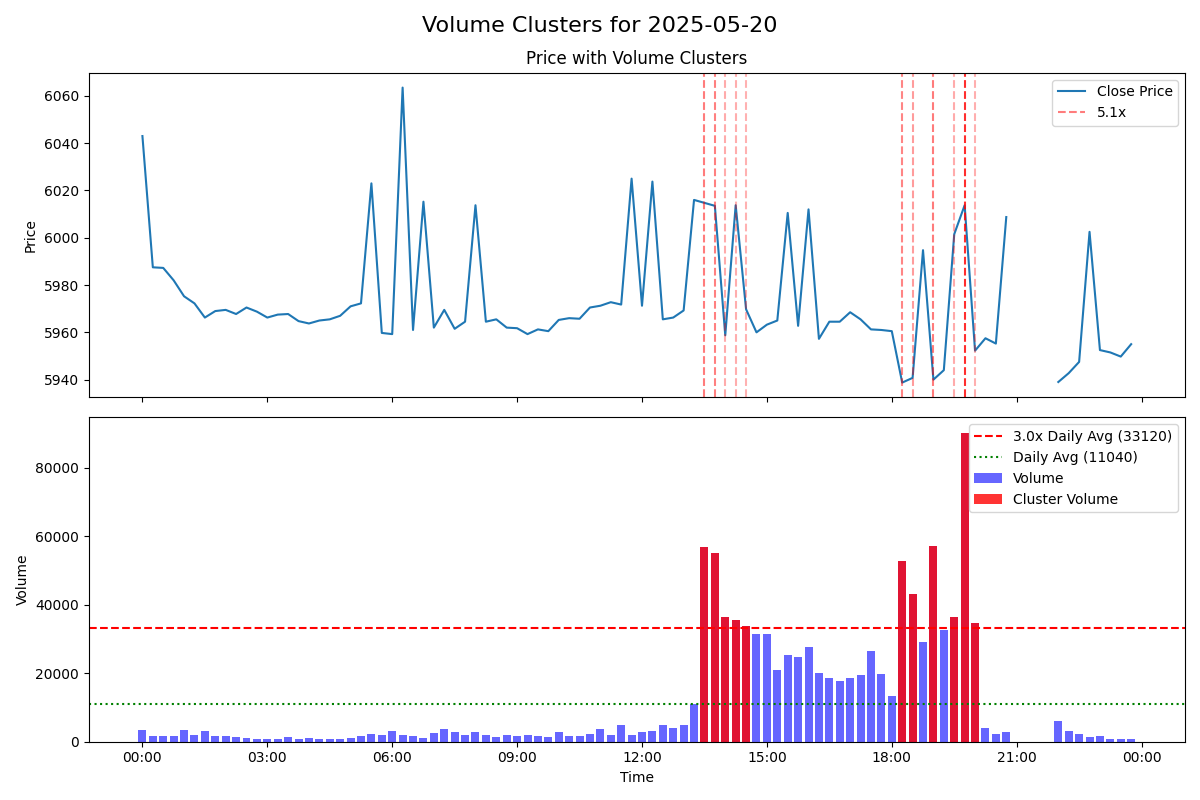 Volume Clusters for 2025-05-20
Price with Volume Clusters
Close Price
5.1x
Price
6060
6040
6020
6000
5980
5960
5940
3.0x Daily Avg (33120)
Daily Avg (11040)
Volume
Cluster Volume
Volume
80000
60000
40000
20000
0
00:00 03:00 06:00 09:00 12:00 15:00 18:00 21:00 00:00
Time